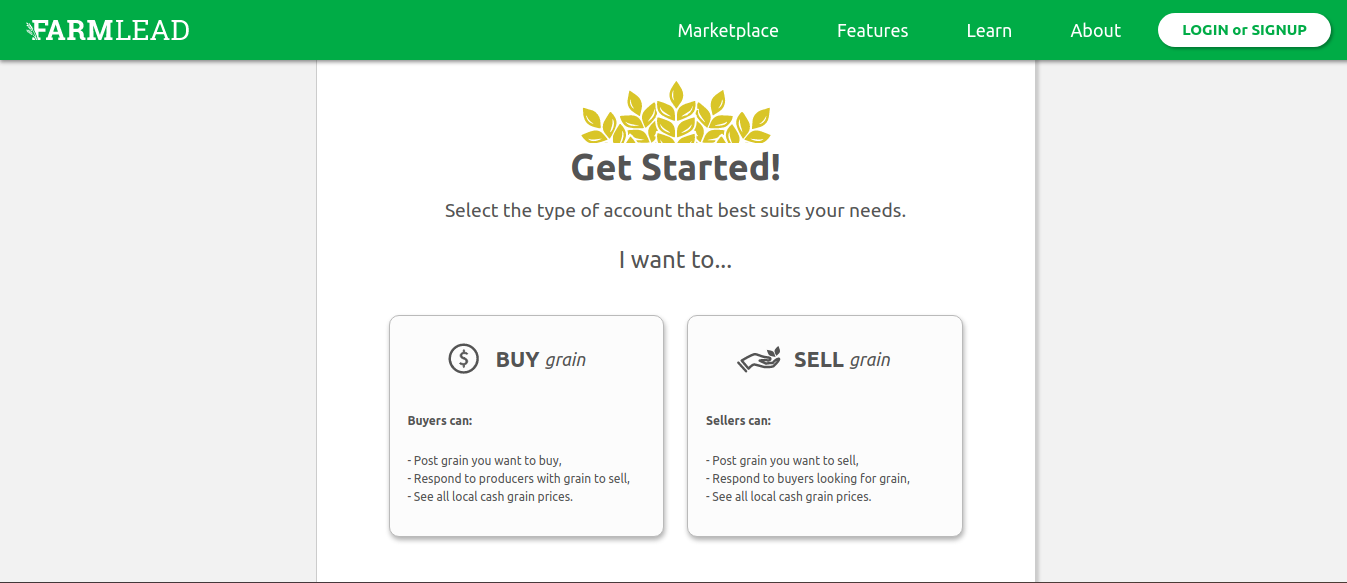 FARMLEAD
Marketplace
Features
Learn
About
LOGIN or SIGNUP
Get Started!
Select the type of account that best suits your needs.
I want to...
BUY grain
Buyers can:
- Post grain you want to buy,
- Respond to producers with grain to sell,
- See all local cash grain prices.
SELL grain
Sellers can:
- Post grain you want to sell,
- Respond to buyers looking for grain,
- See all local cash grain prices.